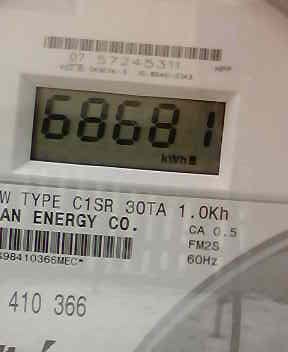 07 57245311
68681
kWh
W TYPE C1SR 30TA 1.0Kh
AN ENERGY CO.
CA 0.5
FM2S
98410366MEC*
60Hz
410 366